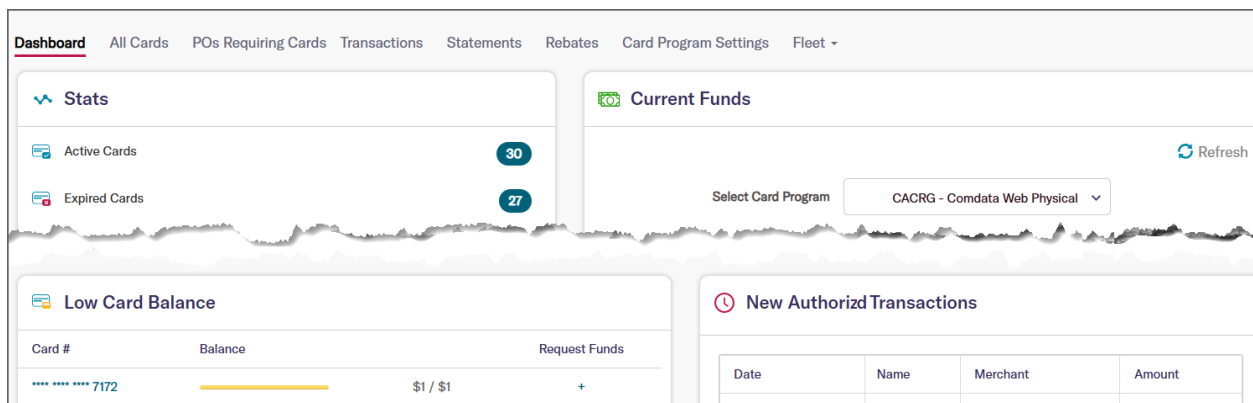 Dashboard All Cards POs Requiring Cards Transactions Statements Rebates Card Program Settings Fleet
Stats
Active Cards 30
Expired Cards 27
Current Funds
Refresh
Select Card Program CACRG - Comdata Web Physical
Low Card Balance
Card # Balance Request Funds
**** **** **** 7172 $1 / $1 +
New Authorizd Transactions
Date Name Merchant Amount